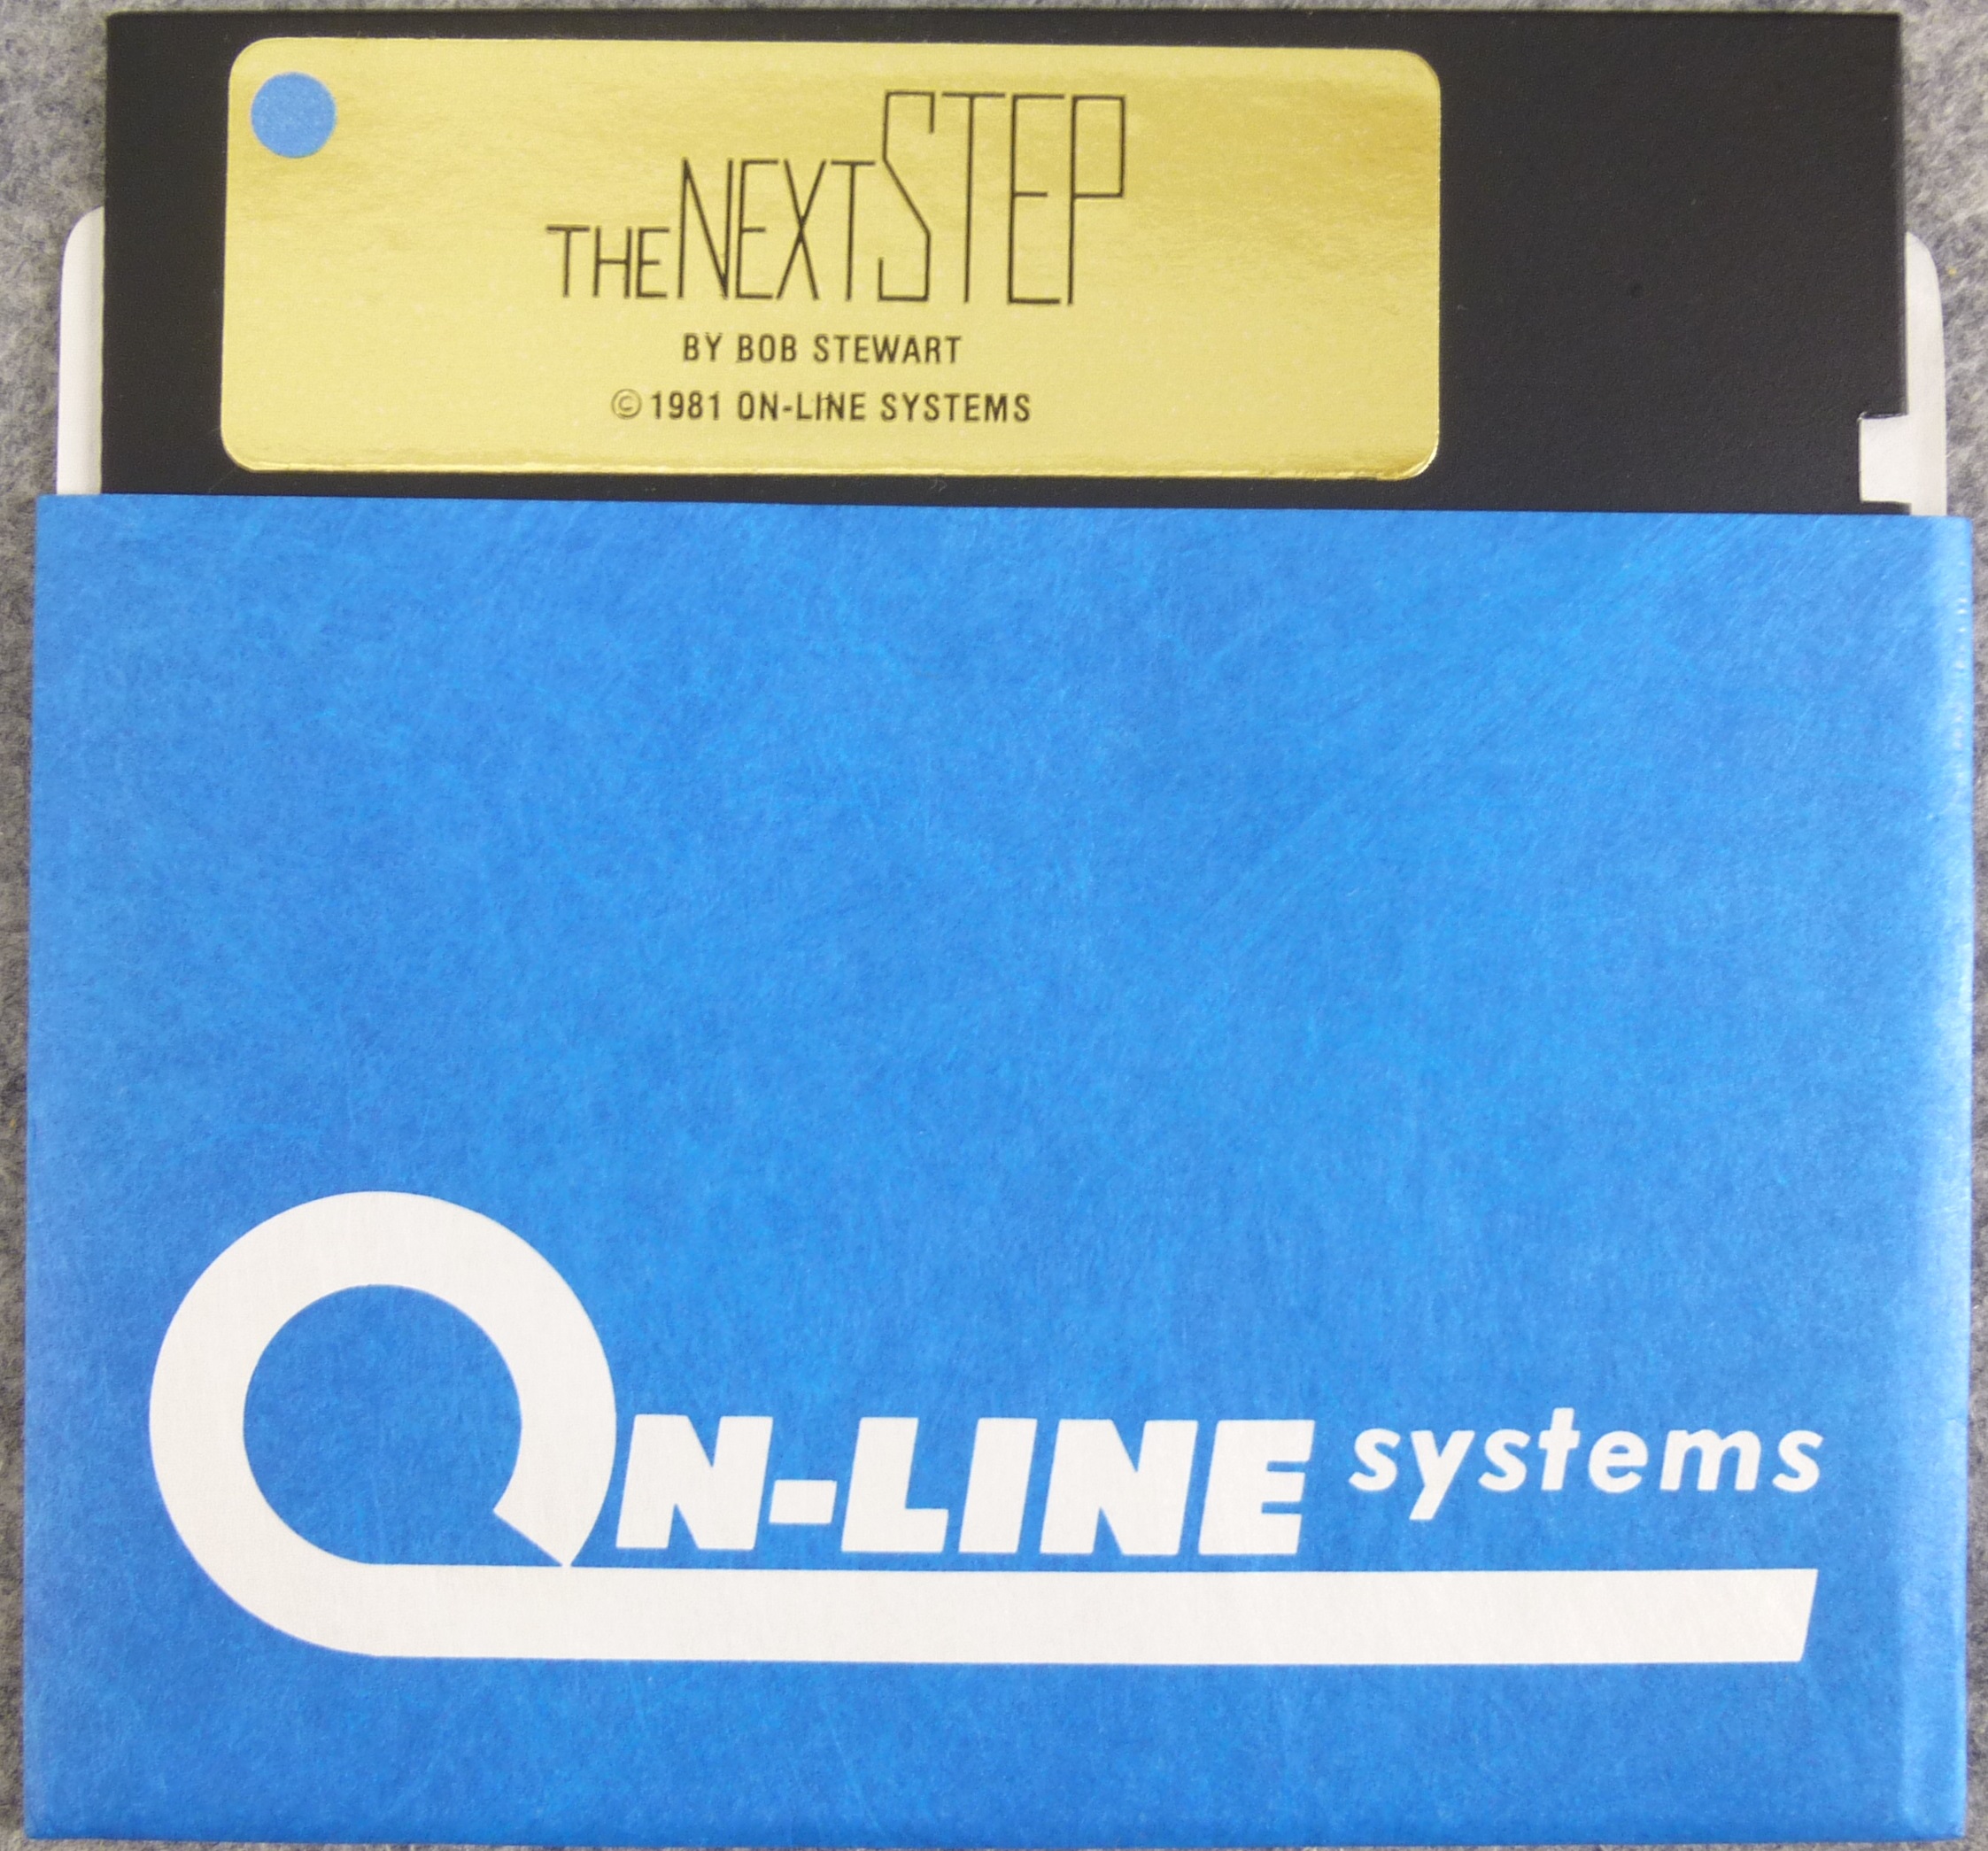 THE NEXT STEP
BY BOB STEWART
©1981 ON-LINE SYSTEMS
ON-LINE systems